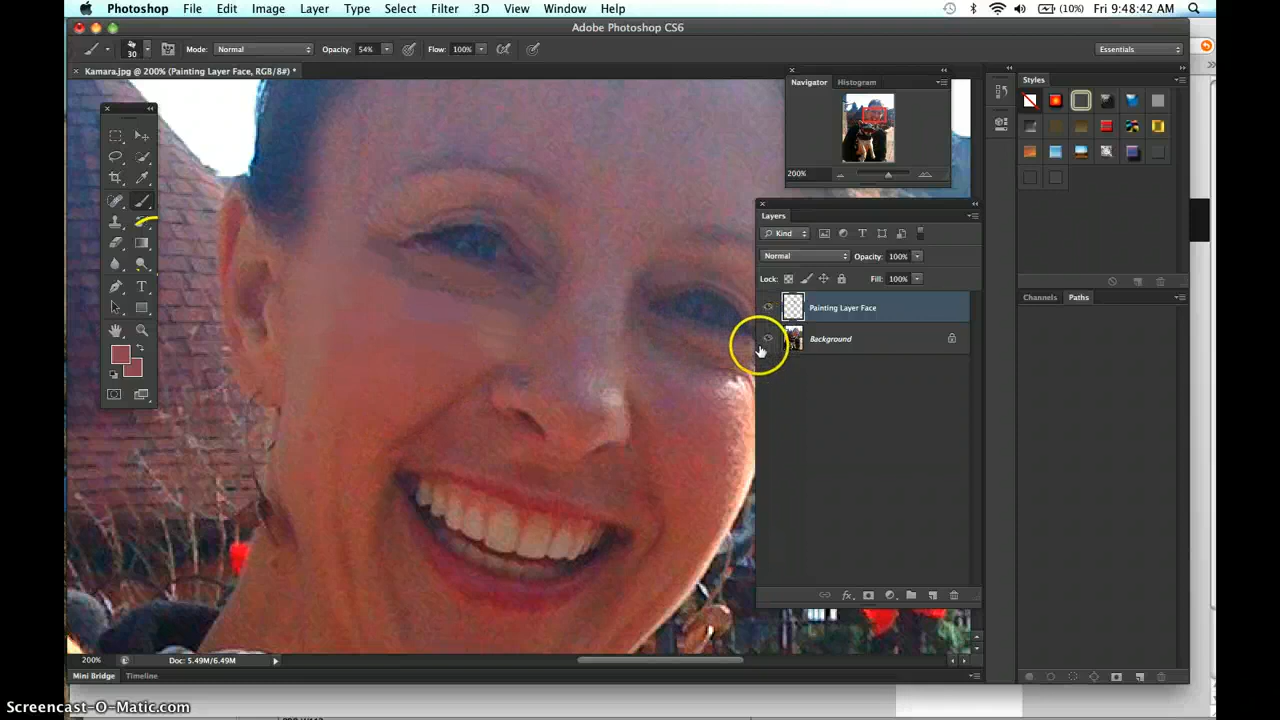 Photoshop File Edit Image Layer Type Select Filter 3D View Window Help (10%) Fri 9:48:42 AM
Adobe Photoshop CS6
30 Mode: Normal Opacity: 54% Flow: 100% Essentials
Kamara.jpg @ 200% (Painting Layer Face, RGB/8#) *
Navigator Histogram
Styles
200%
Layers
Kind
Normal Opacity: 100%
Lock: Fill: 100%
Channels Paths
Painting Layer Face
Background
fx
200% Doc: 5.49M/6.49M
Mini Bridge Timeline
Screencast-O-Matic.com